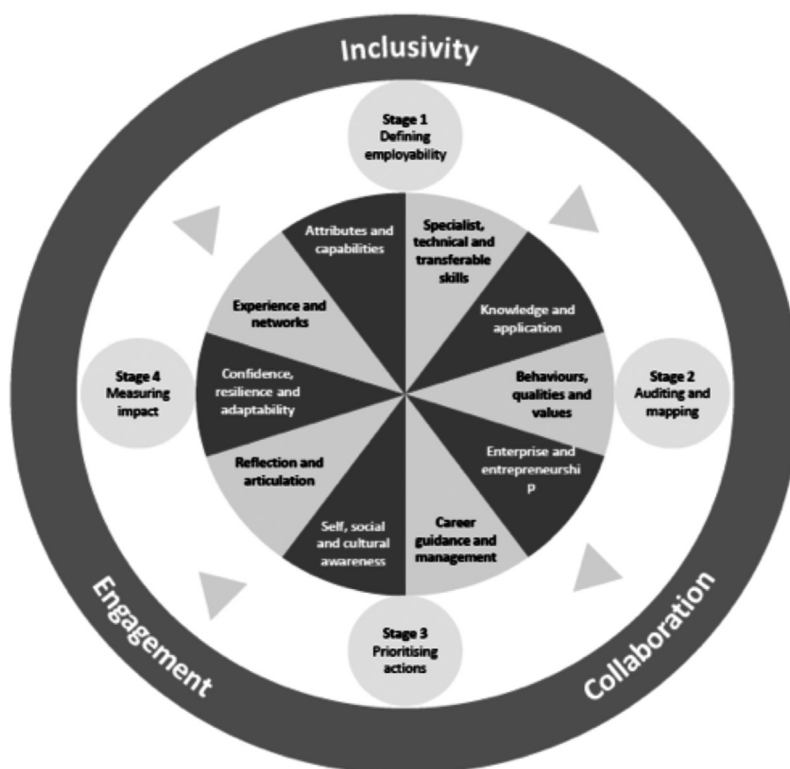 Inclusivity
Stage 1
Defining
employability
Attributes and
capabilities
Specialist,
technical and
transferable
skills
Experience and
networks
Knowledge and
application
Stage 4
Measuring
impact
Confidence,
resilience and
adaptability
Behaviours,
qualities and
values
Stage 2
Auditing and
mapping
Reflection and
articulation
Enterprise and
entrepreneurshi
p
Self, social
and cultural
awareness
Career
guidance and
management
Engagement
Stage 3
Prioritising
actions
Collaboration